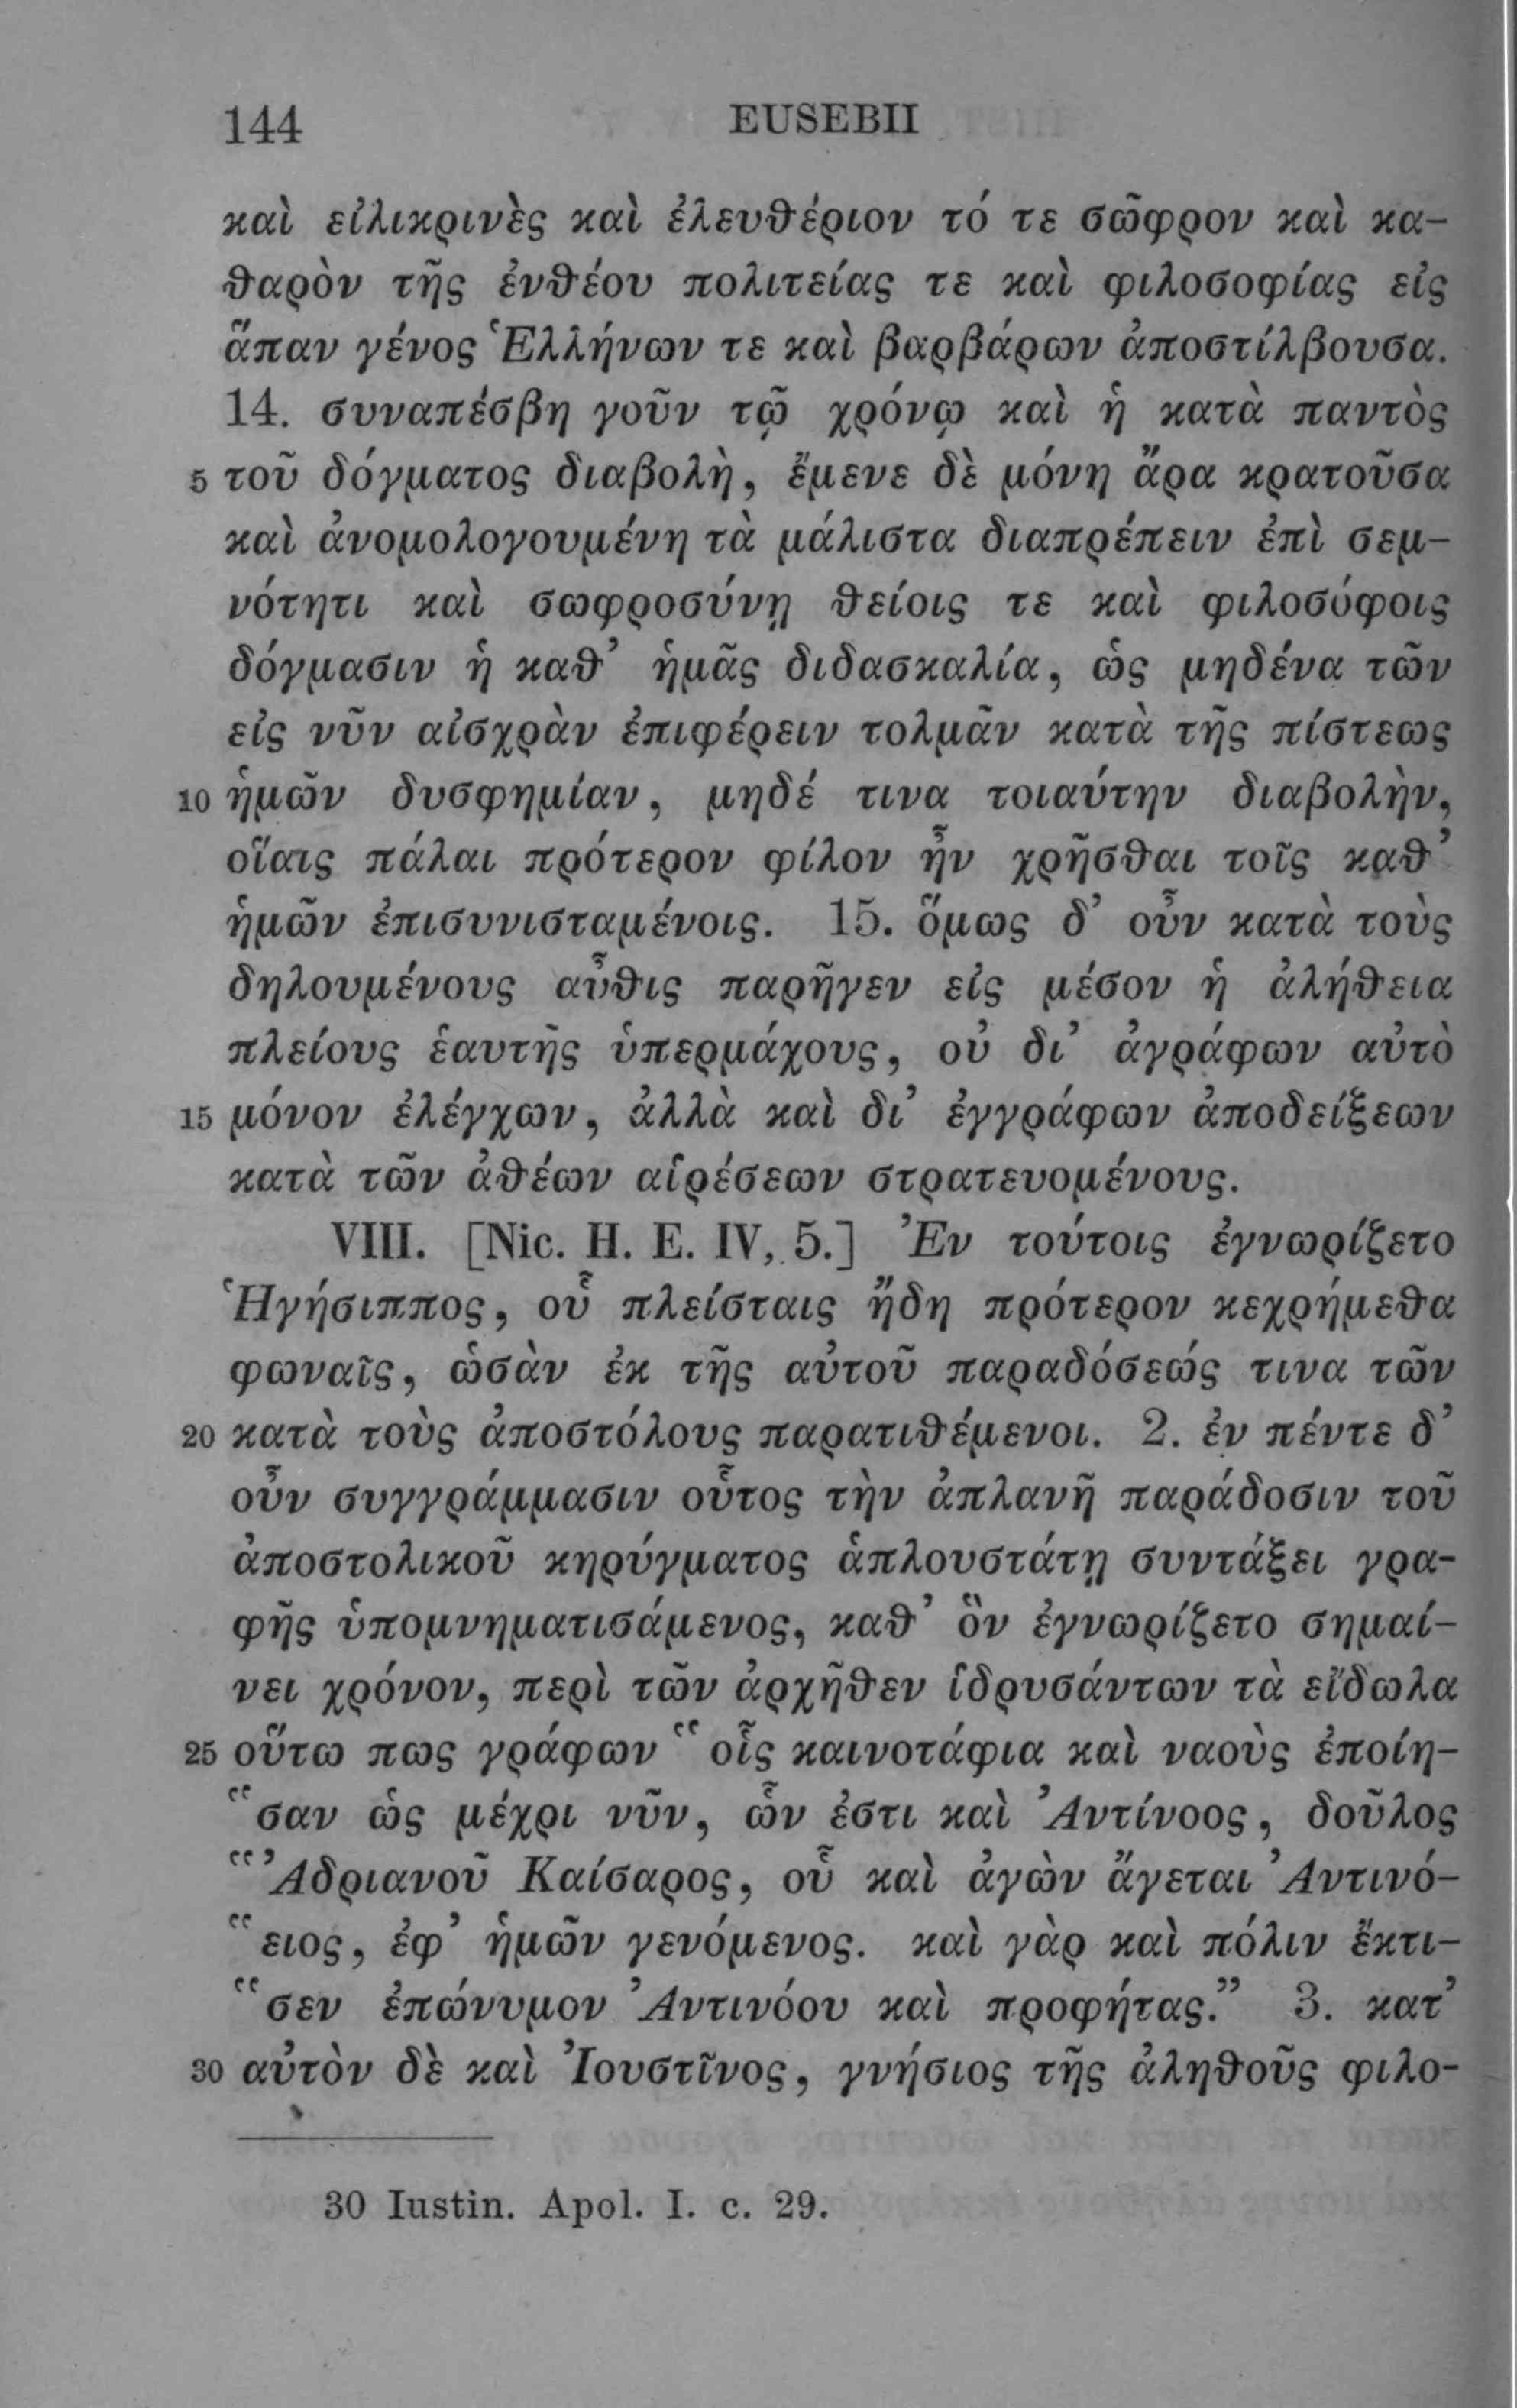 144
EUSEBII
καὶ εἰλικρινὲς καὶ ἐλευθέριον τό τε σῶφρον καὶ κα-
θαρὸν τῆς ἐνθέου πολιτείας τε καὶ φιλοσοφίας εἰς
ἅπαν γένος Ἑλλήνων τε καὶ βαρβάρων ἀποστίλβουσα.
14. συναπέσβη γοῦν τῷ χρόνῳ καὶ ἡ κατὰ παντὸς
5 τοῦ δόγματος διαβολὴ, ἔμενε δὲ μόνη ἄρα κρατοῦσα
καὶ ἀνομολογουμένη τὰ μάλιστα διαπρέπειν ἐπὶ σεμ-
νότητι καὶ σωφροσύνῃ θείοις τε καὶ φιλοσόφοις
δόγμασιν ἡ καθ’ ἡμᾶς διδασκαλία, ὡς μηδένα τῶν
εἰς νῦν αἰσχρὰν ἐπιφέρειν τολμᾶν κατὰ τῆς πίστεως
10 ἡμῶν δυσφημίαν, μηδέ τινα τοιαύτην διαβολὴν,
οἵαις πάλαι πρότερον φίλον ἦν χρῆσθαι τοῖς καθ’
ἡμῶν ἐπισυνισταμένοις. 15. ὅμως δ’ οὖν κατὰ τοὺς
δηλουμένους αὖθις παρῆγεν εἰς μέσον ἡ ἀλήθεια
πλείους ἑαυτῆς ὑπερμάχους, οὐ δι’ ἀγράφων αὐτὸ
15 μόνον ἐλέγχων, ἀλλὰ καὶ δι’ ἐγγράφων ἀποδείξεων
κατὰ τῶν ἀθέων αἱρέσεων στρατευομένους.
VIII. [Nic. H. E. IV, 5.] Ἐν τούτοις ἐγνωρίζετο
Ἡγήσιππος, οὗ πλείσταις ἤδη πρότερον κεχρήμεθα
φωναῖς, ὡσὰν ἐκ τῆς αὐτοῦ παραδόσεώς τινα τῶν
20 κατὰ τοὺς ἀποστόλους παρατιθέμενοι. 2. ἐν πέντε δ’
οὖν συγγράμμασιν οὗτος τὴν ἀπλανῆ παράδοσιν τοῦ
ἀποστολικοῦ κηρύγματος ἁπλουστάτῃ συντάξει γρα-
φῆς ὑπομνηματισάμενος, καθ’ ὃν ἐγνωρίζετο σημαί-
νει χρόνον, περὶ τῶν ἀρχῆθεν ἱδρυσάντων τὰ εἴδωλα
25 οὕτω πως γράφων “οἷς καινοτάφια καὶ ναοὺς ἐποίη-
“σαν ὡς μέχρι νῦν, ὧν ἐστι καὶ Ἀντίνοος, δοῦλος
“Ἀδριανοῦ Καίσαρος, οὗ καὶ ἀγὼν ἄγεται Ἀντινό-
“ειος, ἐφ’ ἡμῶν γενόμενος. καὶ γὰρ καὶ πόλιν ἔκτι-
“σεν ἐπώνυμον Ἀντινόου καὶ προφήτας.” 3. κατ’
30 αὐτὸν δὲ καὶ Ἰουστῖνος, γνήσιος τῆς ἀληθοῦς φιλο-
30 Iustin. Apol. I. c. 29.